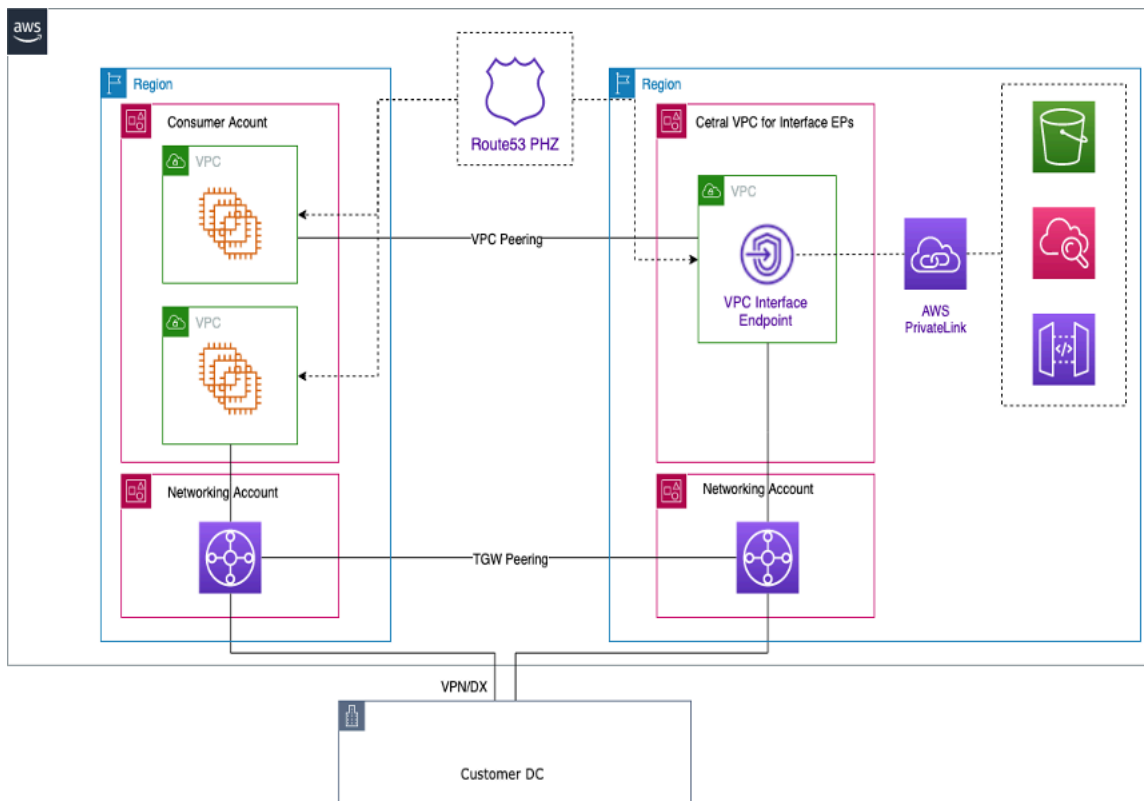 aws
Region
Region
Consumer Acount
Cetral VPC for Interface EPs
Route53 PHZ
VPC
VPC
VPC Peering
VPC Interface
Endpoint
AWS
PrivateLink
VPC
Networking Account
Networking Account
TGW Peering
VPN/DX
Customer DC